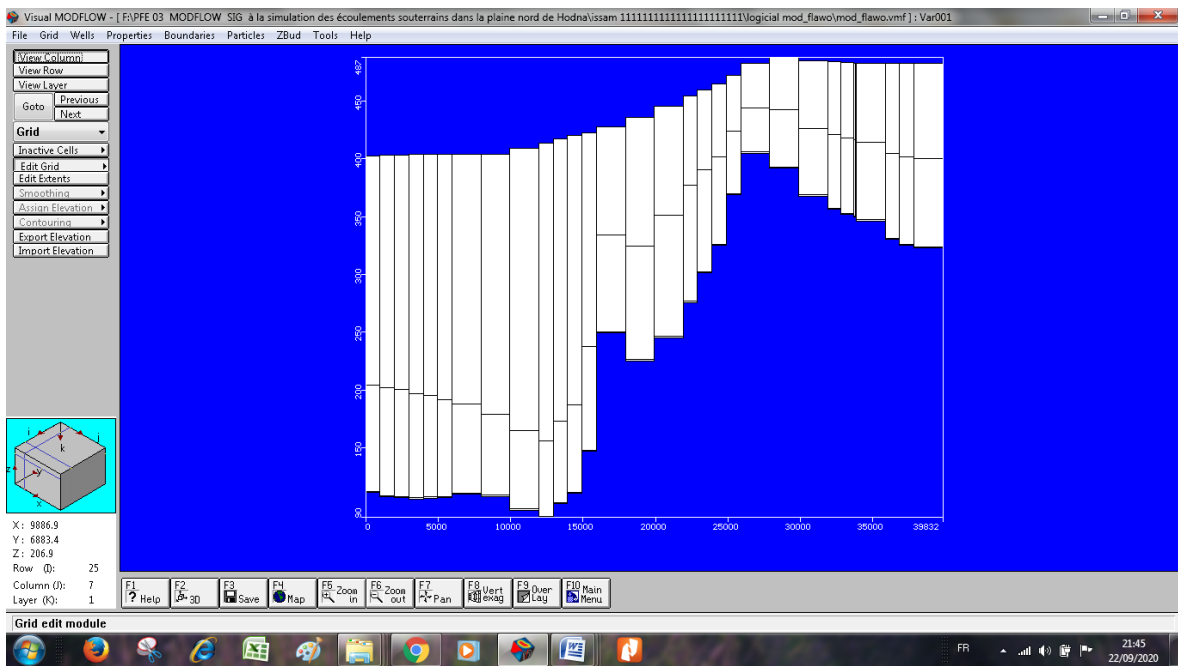 Visual MODFLOW - [ F:\PFE 03 MODFLOW SIG à la simulation des écoulements souterrains dans la plaine nord de Hodna\issam 1111111111111111111111\logicial mod_flawo\mod_flawo.vmf ] : Var001
File Grid Wells Properties Boundaries Particles ZBud Tools Help
View Column
View Row
View Layer
Goto
Previous
Next
Grid
Inactive Cells
Edit Grid
Edit Extents
Smoothing
Assign Elevation
Contouring
Export Elevation
Import Elevation
487
450
400
350
300
250
200
150
90
0 5000 10000 15000 20000 25000 30000 35000 39832
i j
k
z
y
x
X: 9886.9
Y: 6883.4
Z: 206.9
Row (I): 25
Column (J): 7
Layer (K): 1
F1 ? Help
F2 3D
F3 Save
F4 Map
F5 Zoom in
F6 Zoom out
F7 Pan
F8 Vert exag
F9 Over Lay
F10 Main Menu
Grid edit module
FR
21:45
22/09/2020